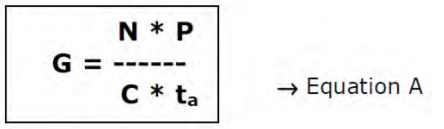 N * P
G = ------
C * tₐ
→ Equation A